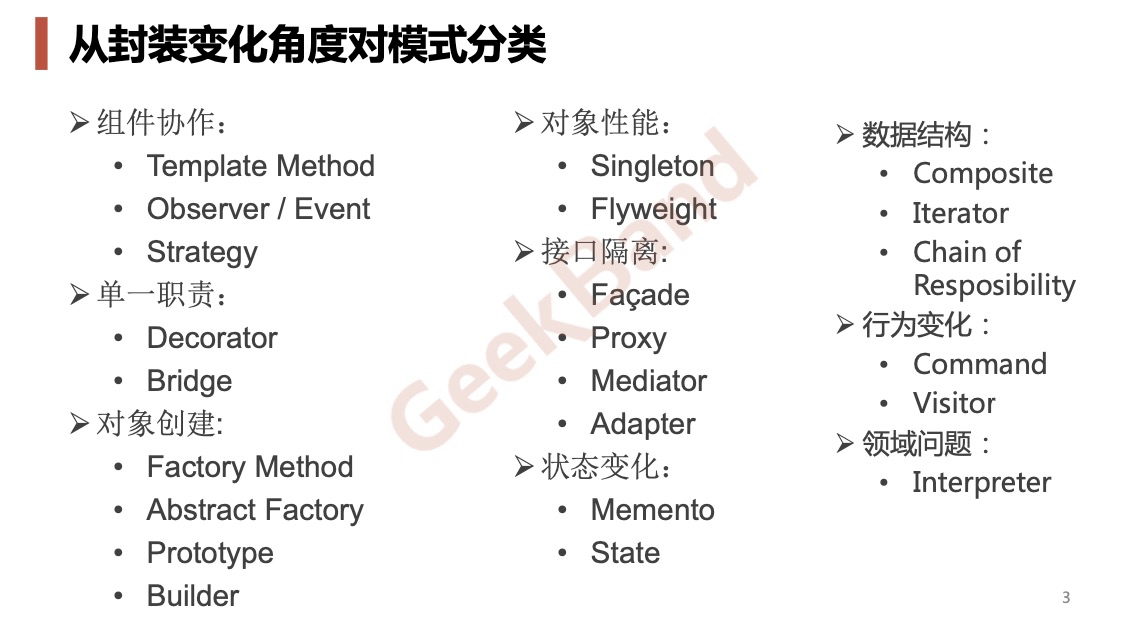 从封装变化角度对模式分类
➢ 组件协作：
• Template Method
• Observer / Event
• Strategy
➢ 单一职责：
• Decorator
• Bridge
➢ 对象创建:
• Factory Method
• Abstract Factory
• Prototype
• Builder
➢ 对象性能：
• Singleton
• Flyweight
➢ 接口隔离:
• Façade
• Proxy
• Mediator
• Adapter
➢ 状态变化：
• Memento
• State
➢ 数据结构：
• Composite
• Iterator
• Chain of
Resposibility
➢ 行为变化：
• Command
• Visitor
➢ 领域问题：
• Interpreter
GeekBand
3